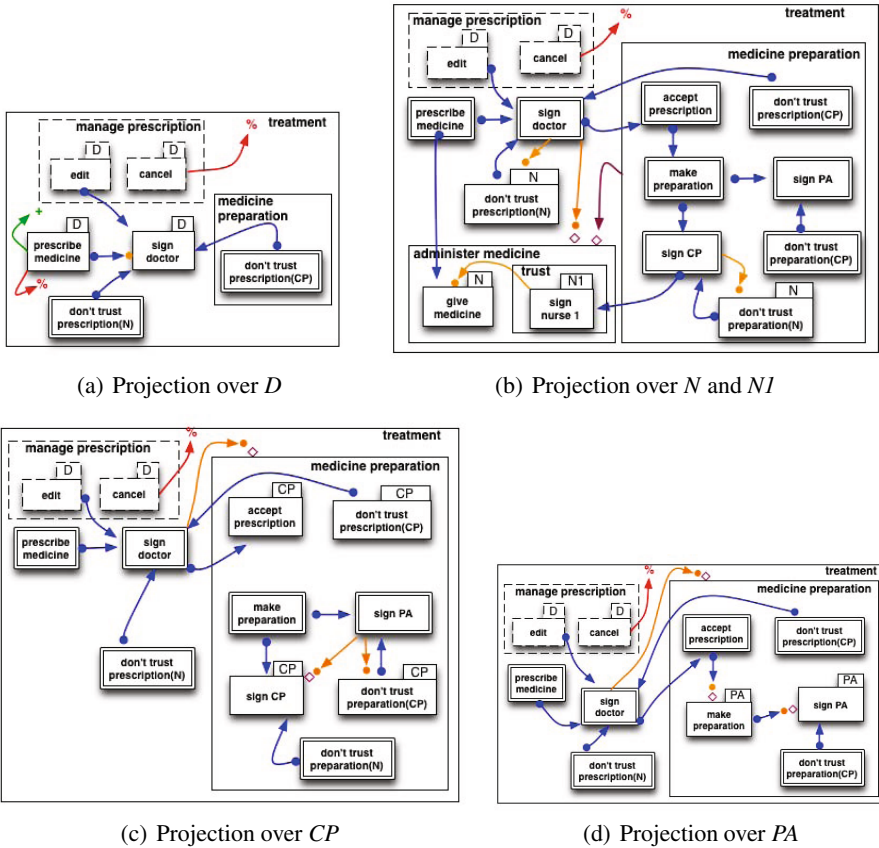 treatment
manage prescription
D
D
%
edit
cancel
+
D
D
prescribe
medicine
sign
doctor
%
medicine
preparation
don't trust
prescription(CP)
don't trust
prescription(N)
(a) Projection over D
treatment
manage prescription
D
D
%
edit
cancel
medicine preparation
prescribe
medicine
sign
doctor
accept
prescription
don't trust
prescription(CP)
N
don't trust
prescription(N)
make
preparation
sign PA
sign CP
don't trust
preparation(CP)
administer medicine
trust
N
N1
give
medicine
sign
nurse 1
N
don't trust
preparation(N)
(b) Projection over N and N1
treatment
manage prescription
D
D
%
edit
cancel
medicine preparation
CP
CP
accept
prescription
don't trust
prescription(CP)
prescribe
medicine
sign
doctor
make
preparation
sign PA
don't trust
prescription(N)
CP
CP
sign CP
don't trust
preparation(CP)
don't trust
preparation(N)
(c) Projection over CP
treatment
manage prescription
D
D
%
edit
cancel
medicine preparation
accept
prescription
don't trust
prescription(CP)
prescribe
medicine
sign
doctor
PA
PA
make
preparation
sign PA
don't trust
prescription(N)
don't trust
preparation(CP)
(d) Projection over PA